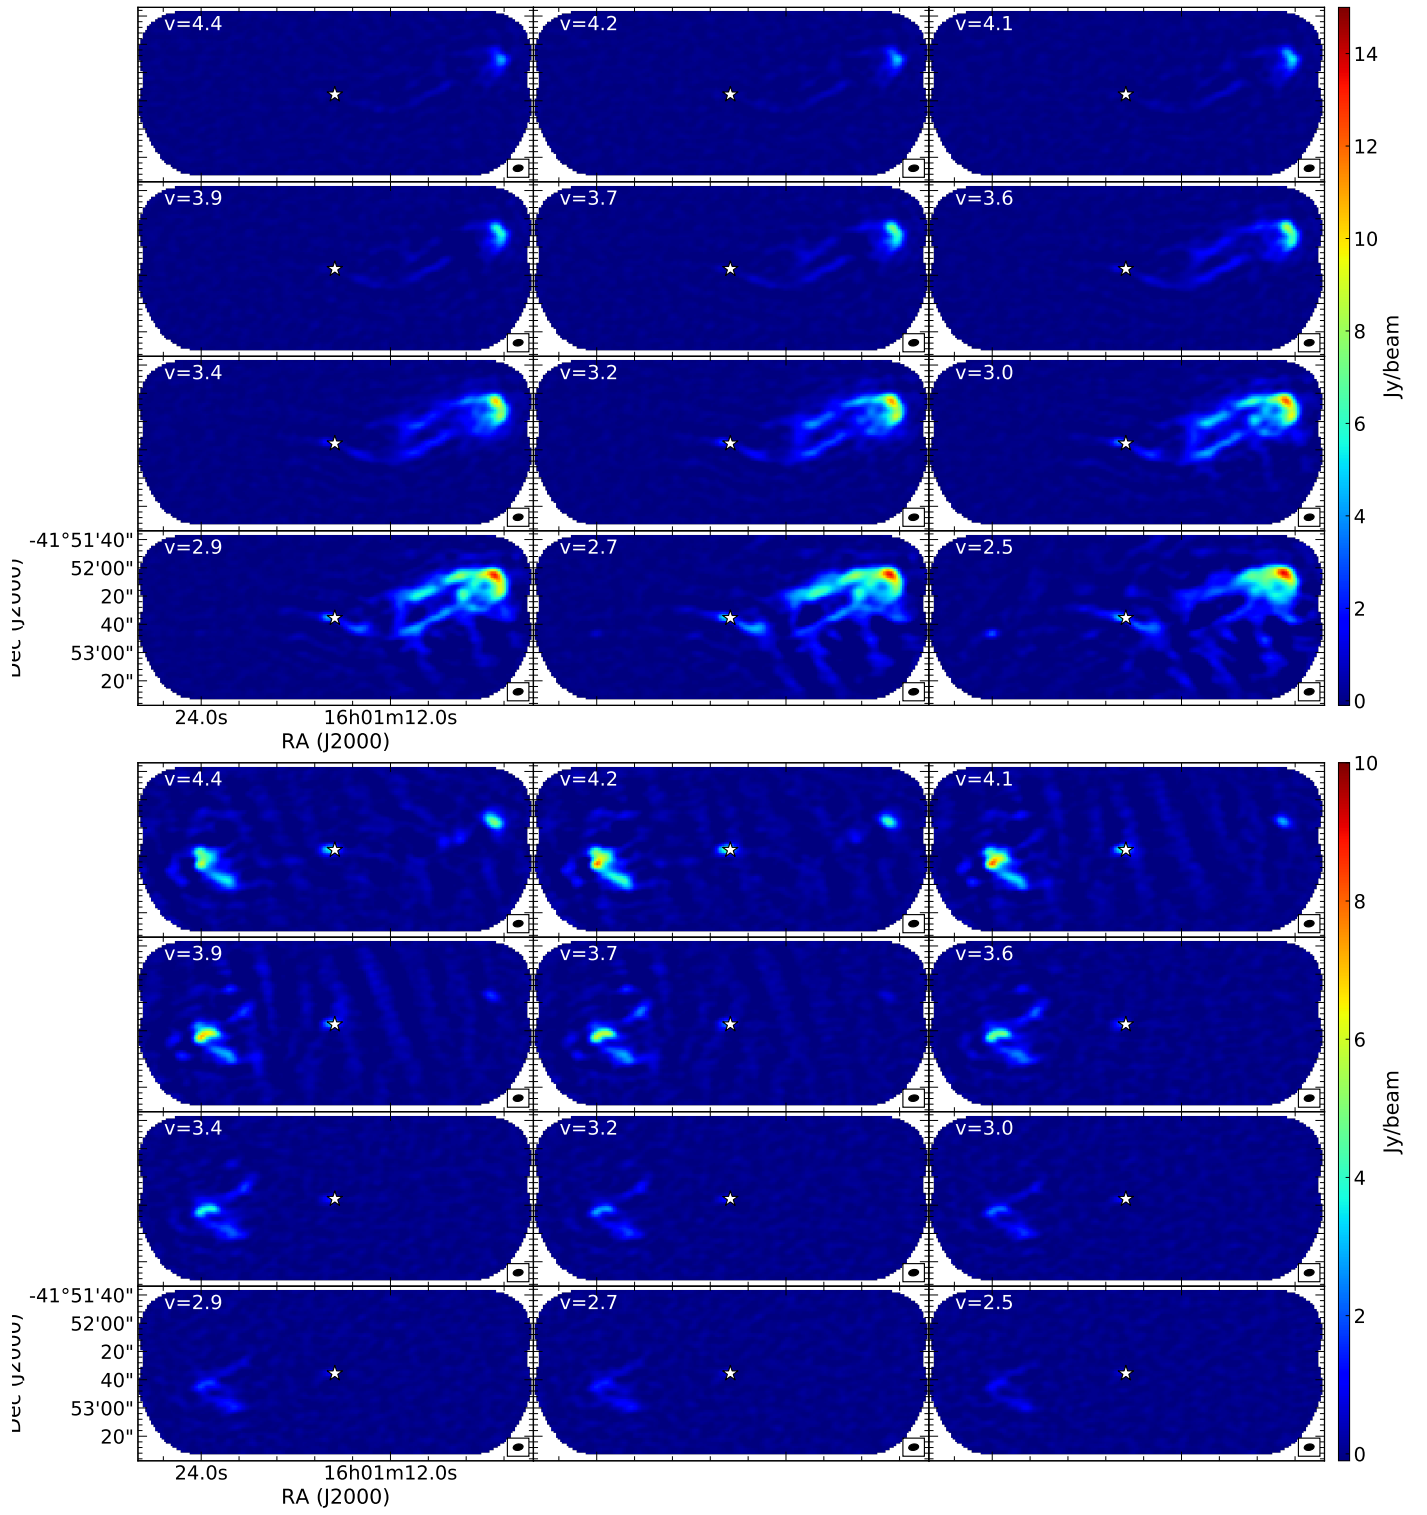 v=4.4 v=4.2 v=4.1
14
12
v=3.9 v=3.7 v=3.6
10
8
Jy/beam
v=3.4 v=3.2 v=3.0
6
4
-41°51'40" v=2.9 v=2.7 v=2.5
52'00"
20"
2
40"
53'00"
20"
0
Dec (J2000)
24.0s 16h01m12.0s
RA (J2000)
10
v=4.4 v=4.2 v=4.1
8
v=3.9 v=3.7 v=3.6
6
Jy/beam
v=3.4 v=3.2 v=3.0
4
-41°51'40" v=2.9 v=2.7 v=2.5
2
52'00"
20"
40"
53'00"
20"
0
Dec (J2000)
24.0s 16h01m12.0s
RA (J2000)